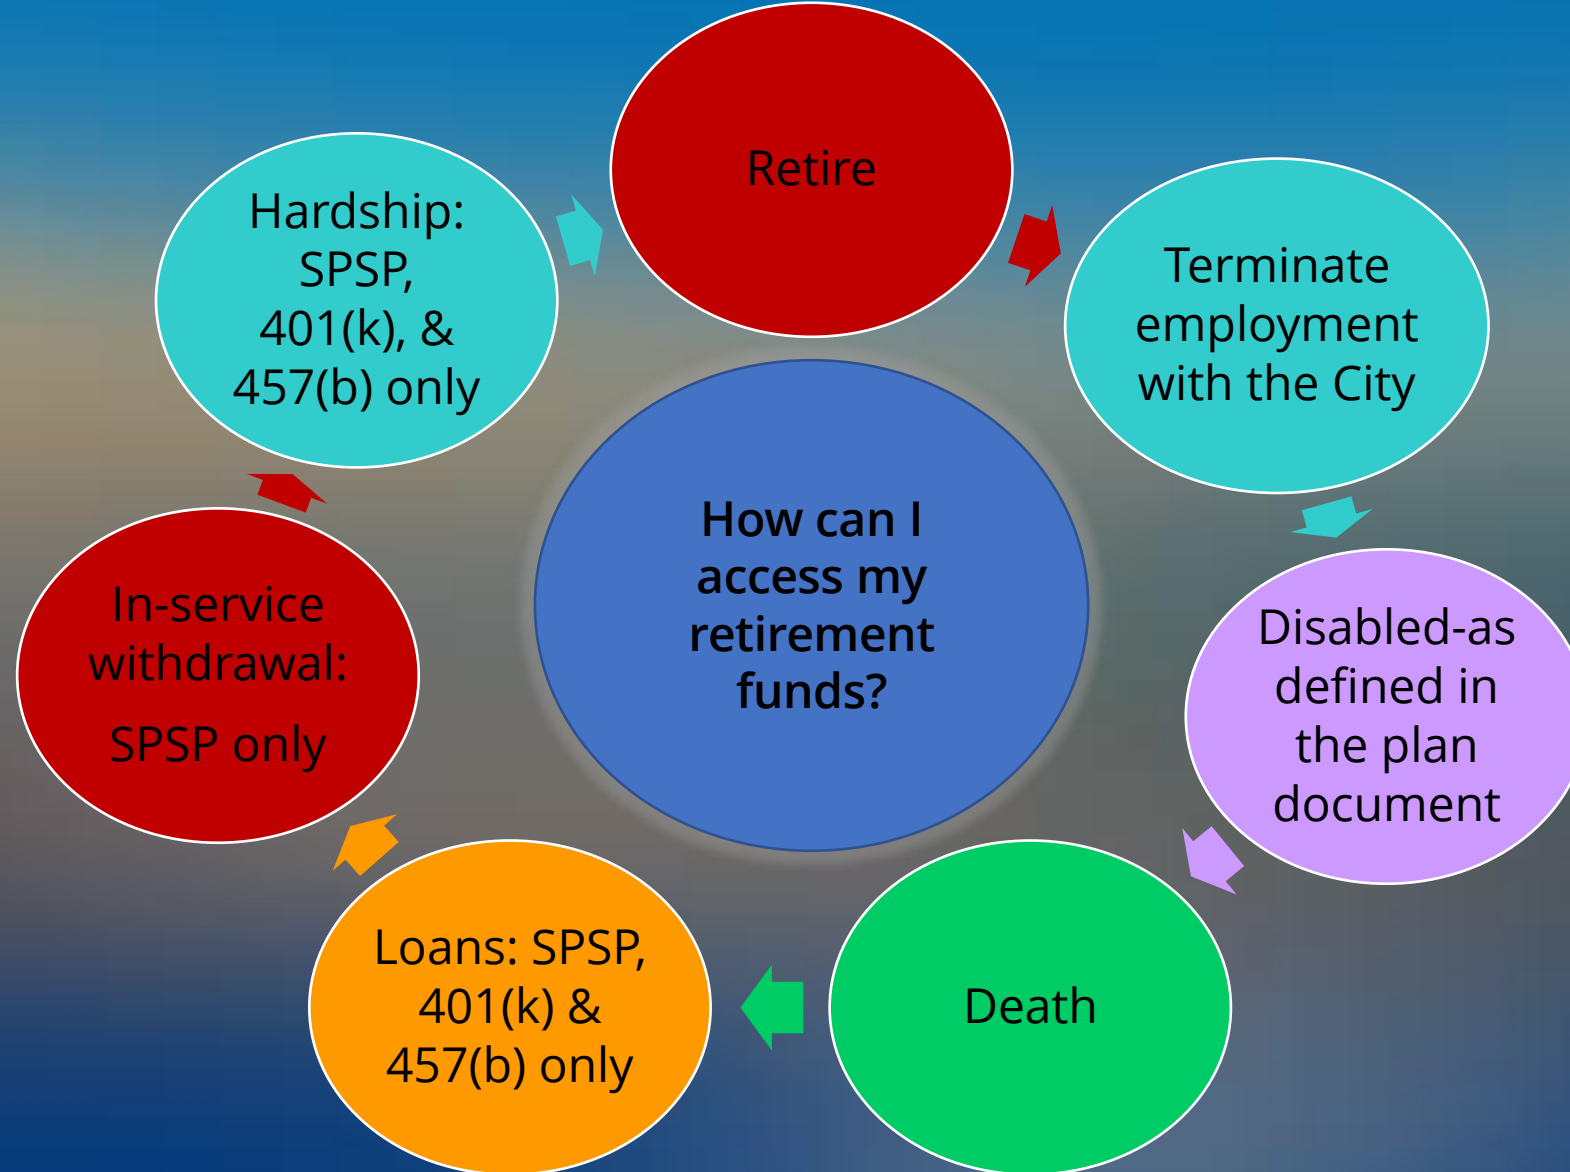 Retire
Terminate
employment
with the City
Disabled-as
defined in
the plan
document
Death
Loans: SPSP,
401(k) &
457(b) only
In-service
withdrawal:
SPSP only
Hardship:
SPSP,
401(k), &
457(b) only
How can I
access my
retirement
funds?